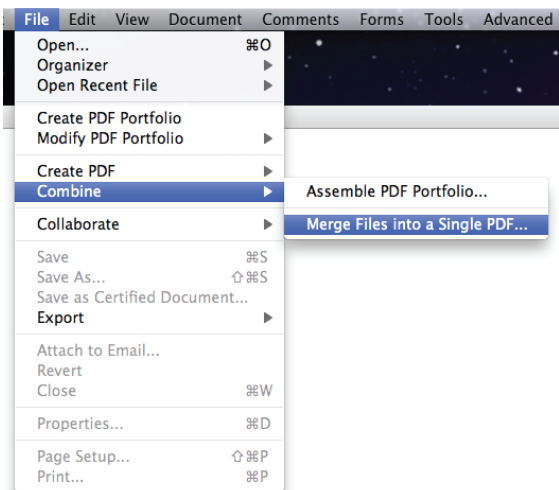 File Edit View Document Comments Forms Tools Advanced
Open... ⌘O
Organizer
Open Recent File
Create PDF Portfolio
Modify PDF Portfolio
Create PDF
Combine
Assemble PDF Portfolio...
Merge Files into a Single PDF...
Collaborate
Save ⌘S
Save As... ⇧⌘S
Save as Certified Document...
Export
Attach to Email...
Revert
Close ⌘W
Properties... ⌘D
Page Setup... ⇧⌘P
Print... ⌘P